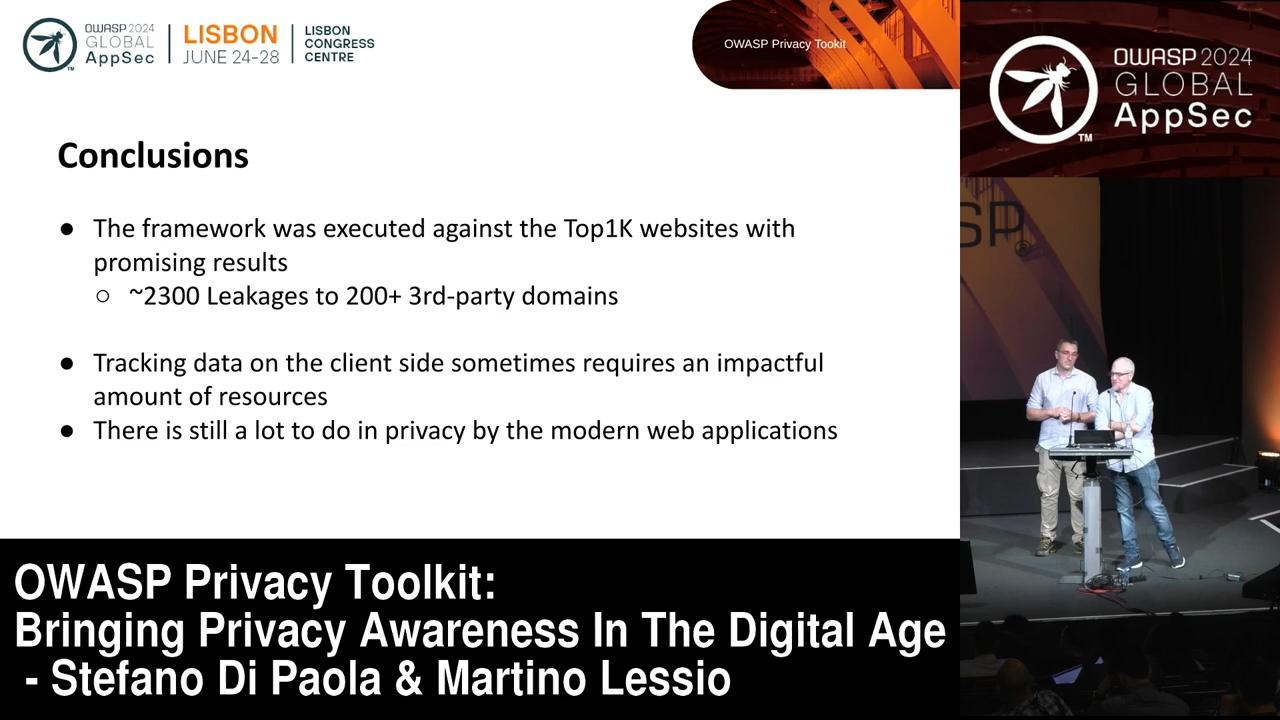 OWASP 2024
GLOBAL
AppSec
TM
LISBON
JUNE 24-28
LISBON
CONGRESS
CENTRE
OWASP Privacy Tookit
Conclusions
● The framework was executed against the Top1K websites with
promising results
○ ~2300 Leakages to 200+ 3rd-party domains
● Tracking data on the client side sometimes requires an impactful
amount of resources
● There is still a lot to do in privacy by the modern web applications
OWASP Privacy Toolkit:
Bringing Privacy Awareness In The Digital Age
- Stefano Di Paola & Martino Lessio
OWASP 2024
GLOBAL
AppSec
TM
SP®